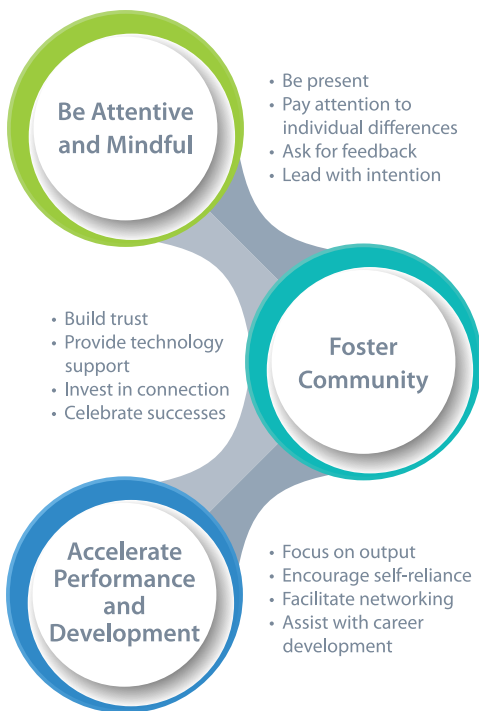 Be Attentive
and Mindful
• Be present
• Pay attention to
individual differences
• Ask for feedback
• Lead with intention
Foster
Community
• Build trust
• Provide technology
support
• Invest in connection
• Celebrate successes
Accelerate
Performance
and
Development
• Focus on output
• Encourage self-reliance
• Facilitate networking
• Assist with career
development